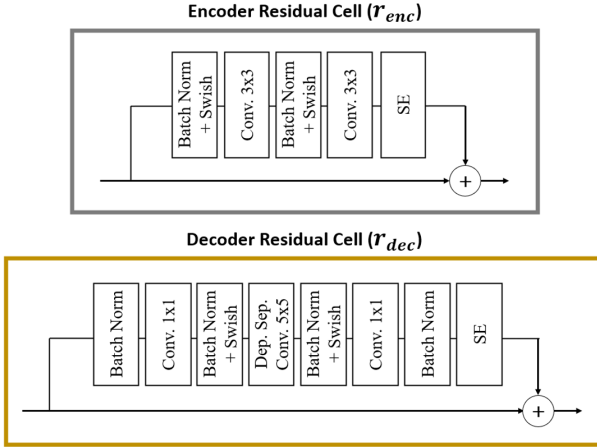 Encoder Residual Cell (r_enc)
Batch Norm
+ Swish
Conv. 3x3
Batch Norm
+ Swish
Conv. 3x3
SE
+
Decoder Residual Cell (r_dec)
Batch Norm
Conv. 1x1
Batch Norm
+ Swish
Dep. Sep.
Conv. 5x5
Batch Norm
+ Swish
Conv. 1x1
Batch Norm
SE
+